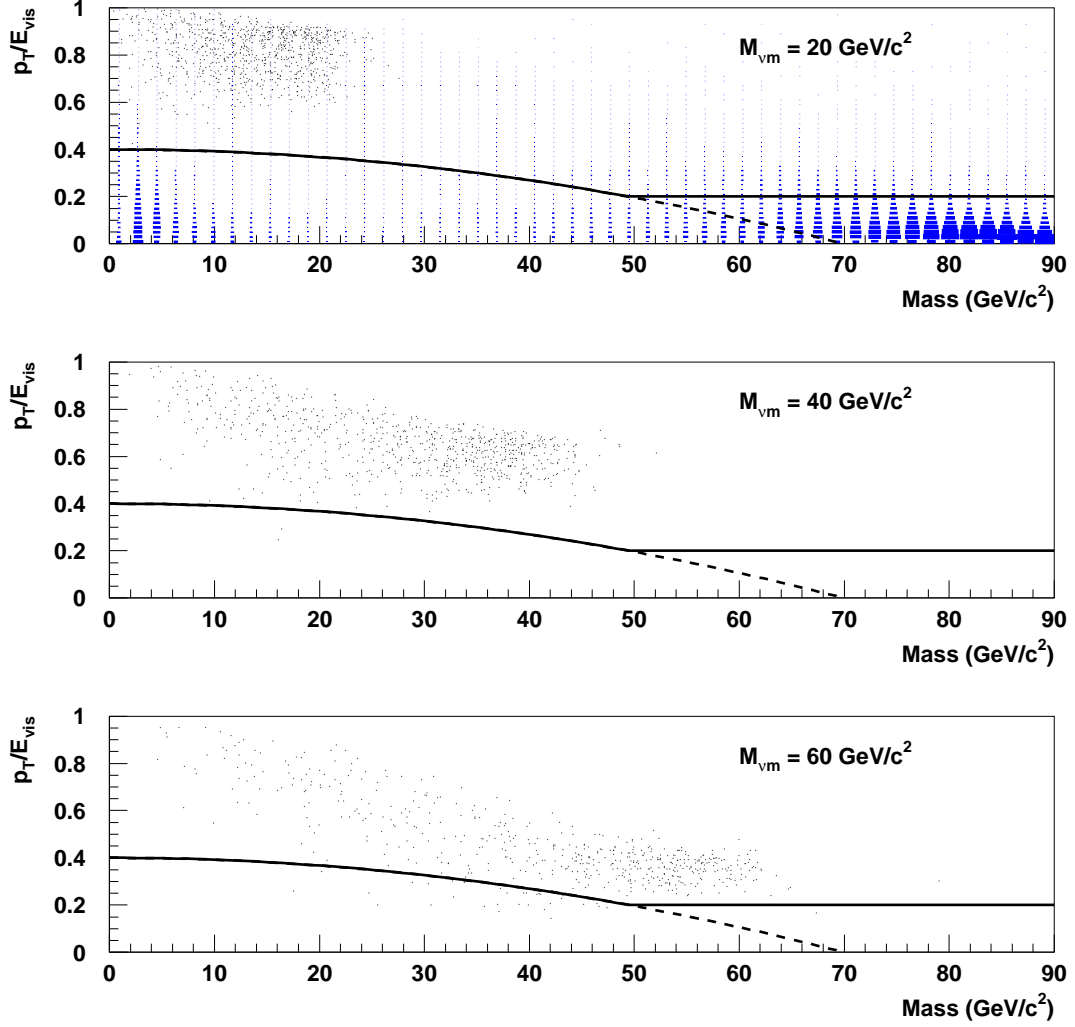 p_T/E_vis
1
0.8
0.6
0.4
0.2
0
M_νm = 20 GeV/c²
0 10 20 30 40 50 60 70 80 90
Mass (GeV/c²)
p_T/E_vis
1
0.8
0.6
0.4
0.2
0
M_νm = 40 GeV/c²
0 10 20 30 40 50 60 70 80 90
Mass (GeV/c²)
p_T/E_vis
1
0.8
0.6
0.4
0.2
0
M_νm = 60 GeV/c²
0 10 20 30 40 50 60 70 80 90
Mass (GeV/c²)